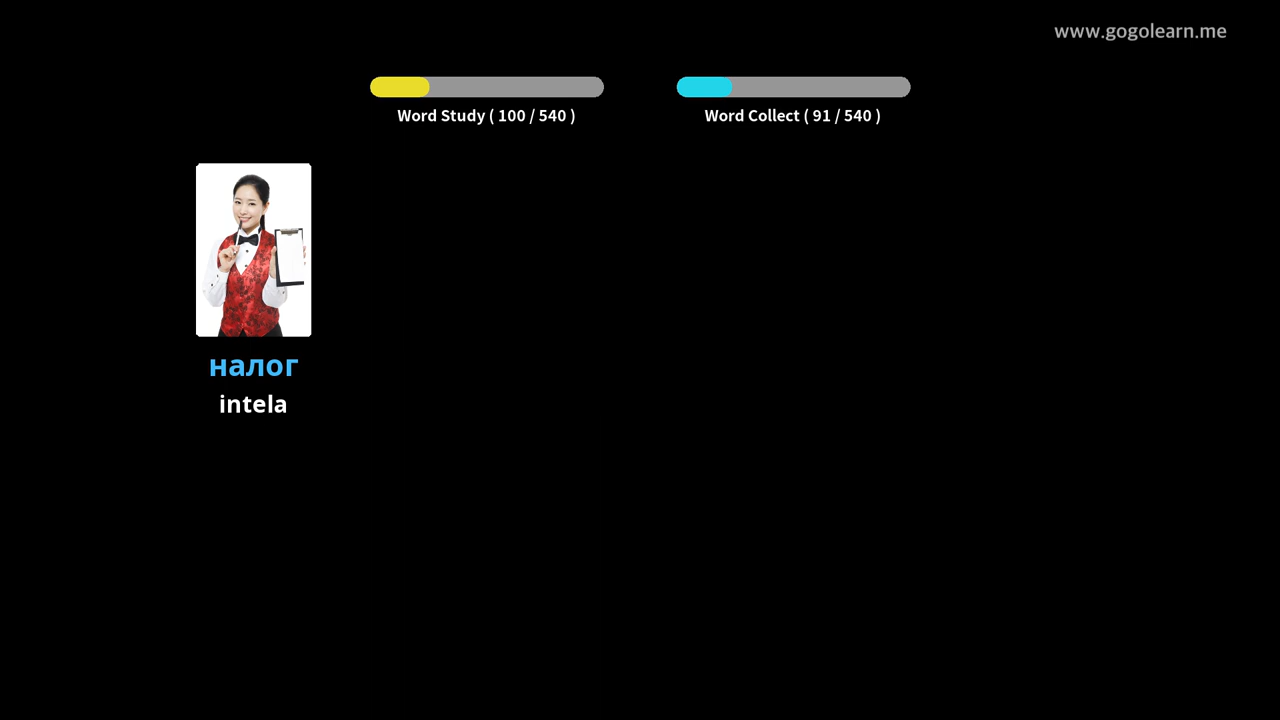 www.gogolearn.me
Word Study ( 100 / 540 )
Word Collect ( 91 / 540 )
налог
intela